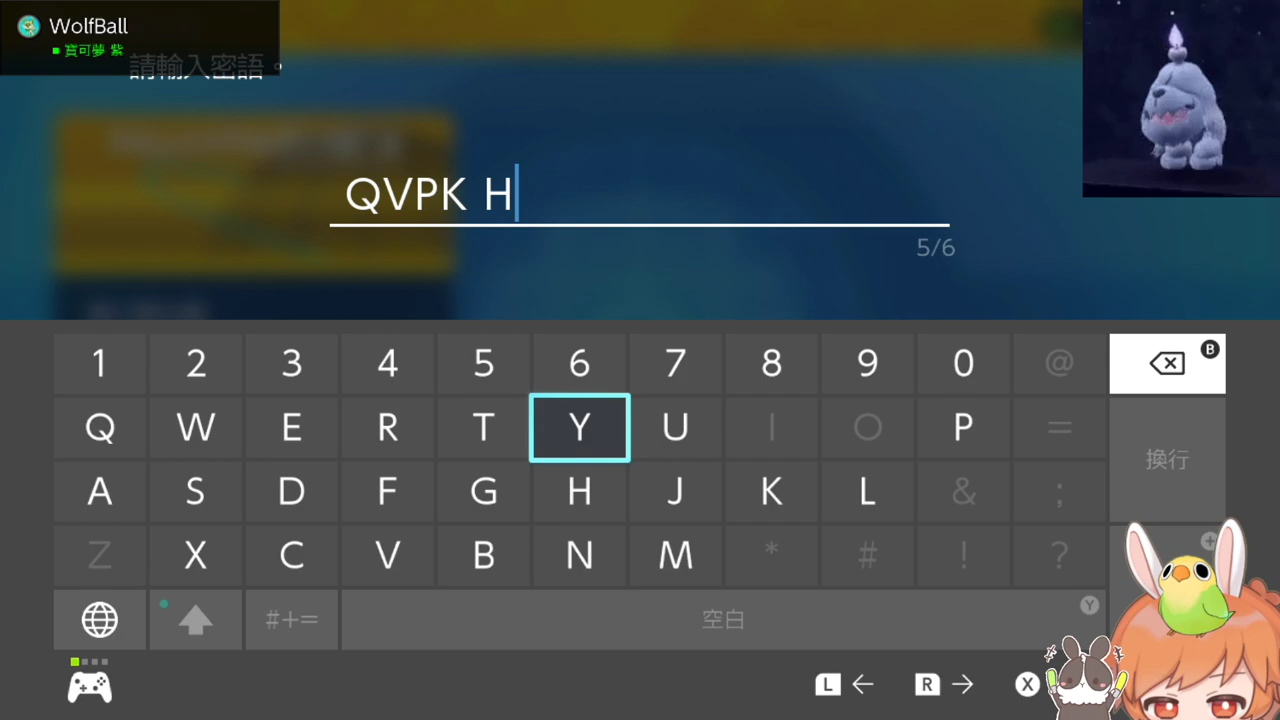 WolfBall
寶可夢 紫
請輸入密語。
QVPK H
5/6
1 2 3 4 5 6 7 8 9 0 @
B
Q W E R T Y U I O P =
換行
A S D F G H J K L & ;
Z X C V B N M * # ! ?
+
#+= 空白 Y
L ← R → X